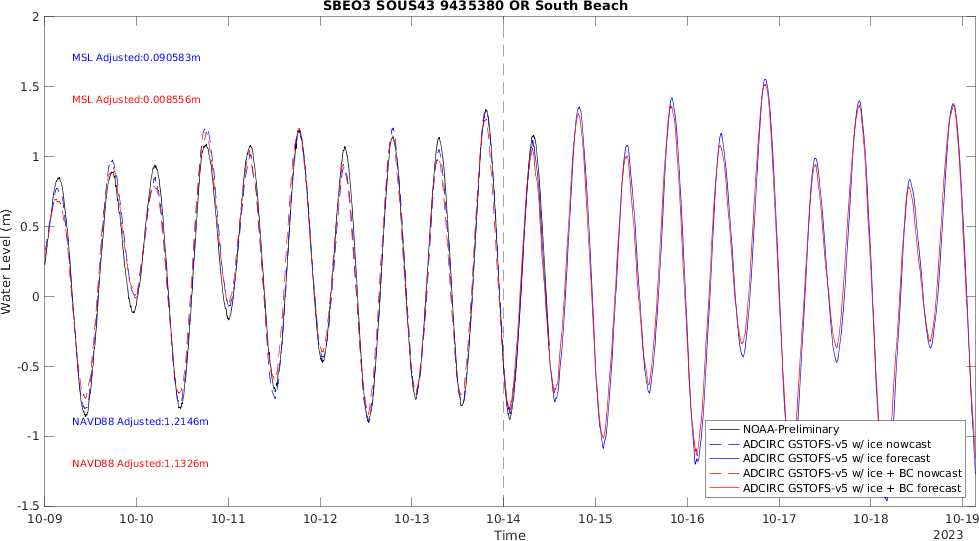 SBEO3 SOUS43 9435380 OR South Beach
2
1.5
1
0.5
0
-0.5
-1
-1.5
Water Level (m)
MSL Adjusted:0.090583m
MSL Adjusted:0.008556m
NAVD88 Adjusted:1.2146m
NAVD88 Adjusted:1.1326m
NOAA-Preliminary
ADCIRC GSTOFS-v5 w/ ice nowcast
ADCIRC GSTOFS-v5 w/ ice forecast
ADCIRC GSTOFS-v5 w/ ice + BC nowcast
ADCIRC GSTOFS-v5 w/ ice + BC forecast
10-09 10-10 10-11 10-12 10-13 10-14 10-15 10-16 10-17 10-18 10-19
Time
2023